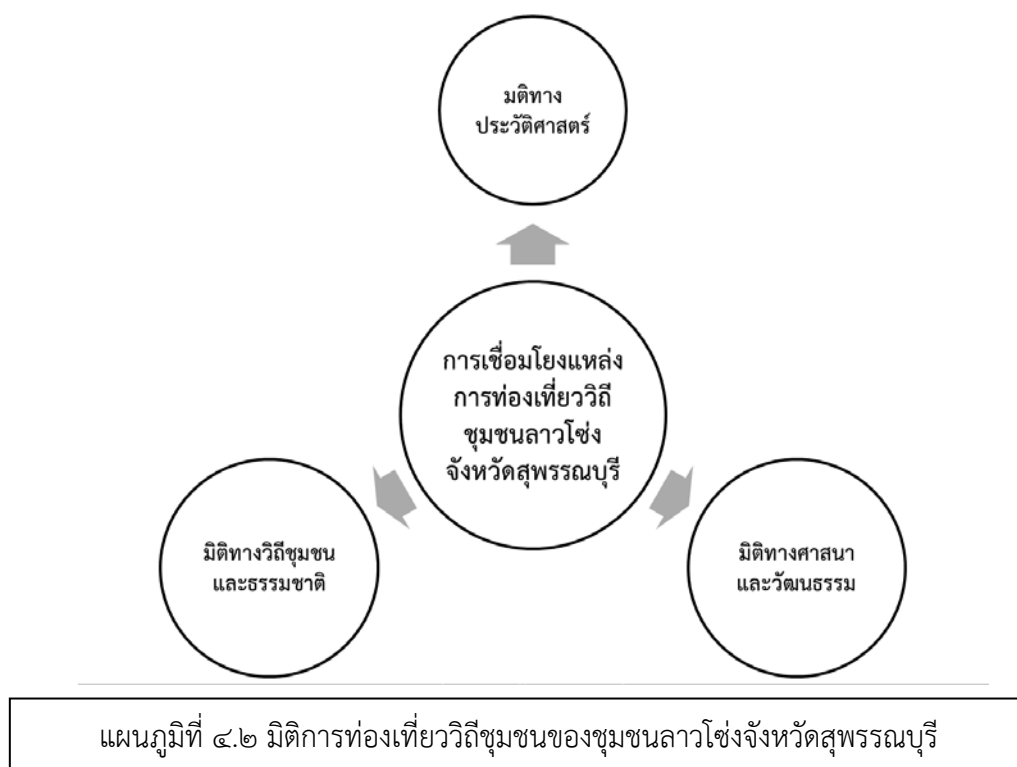 มติทาง
ประวัติศาสตร์
การเชื่อมโยงแหล่ง
การท่องเที่ยววิถี
ชุมชนลาวโซ่ง
จังหวัดสุพรรณบุรี
มิติทางวิถีชุมชน
และธรรมชาติ
มิติทางศาสนา
และวัฒนธรรม
แผนภูมิที่ ๔.๒ มิติการท่องเที่ยววิถีชุมชนของชุมชนลาวโซ่งจังหวัดสุพรรณบุรี